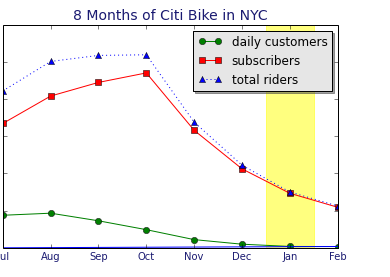 8 Months of Citi Bike in NYC
daily customers
subscribers
total riders
ul Aug Sep Oct Nov Dec Jan Feb